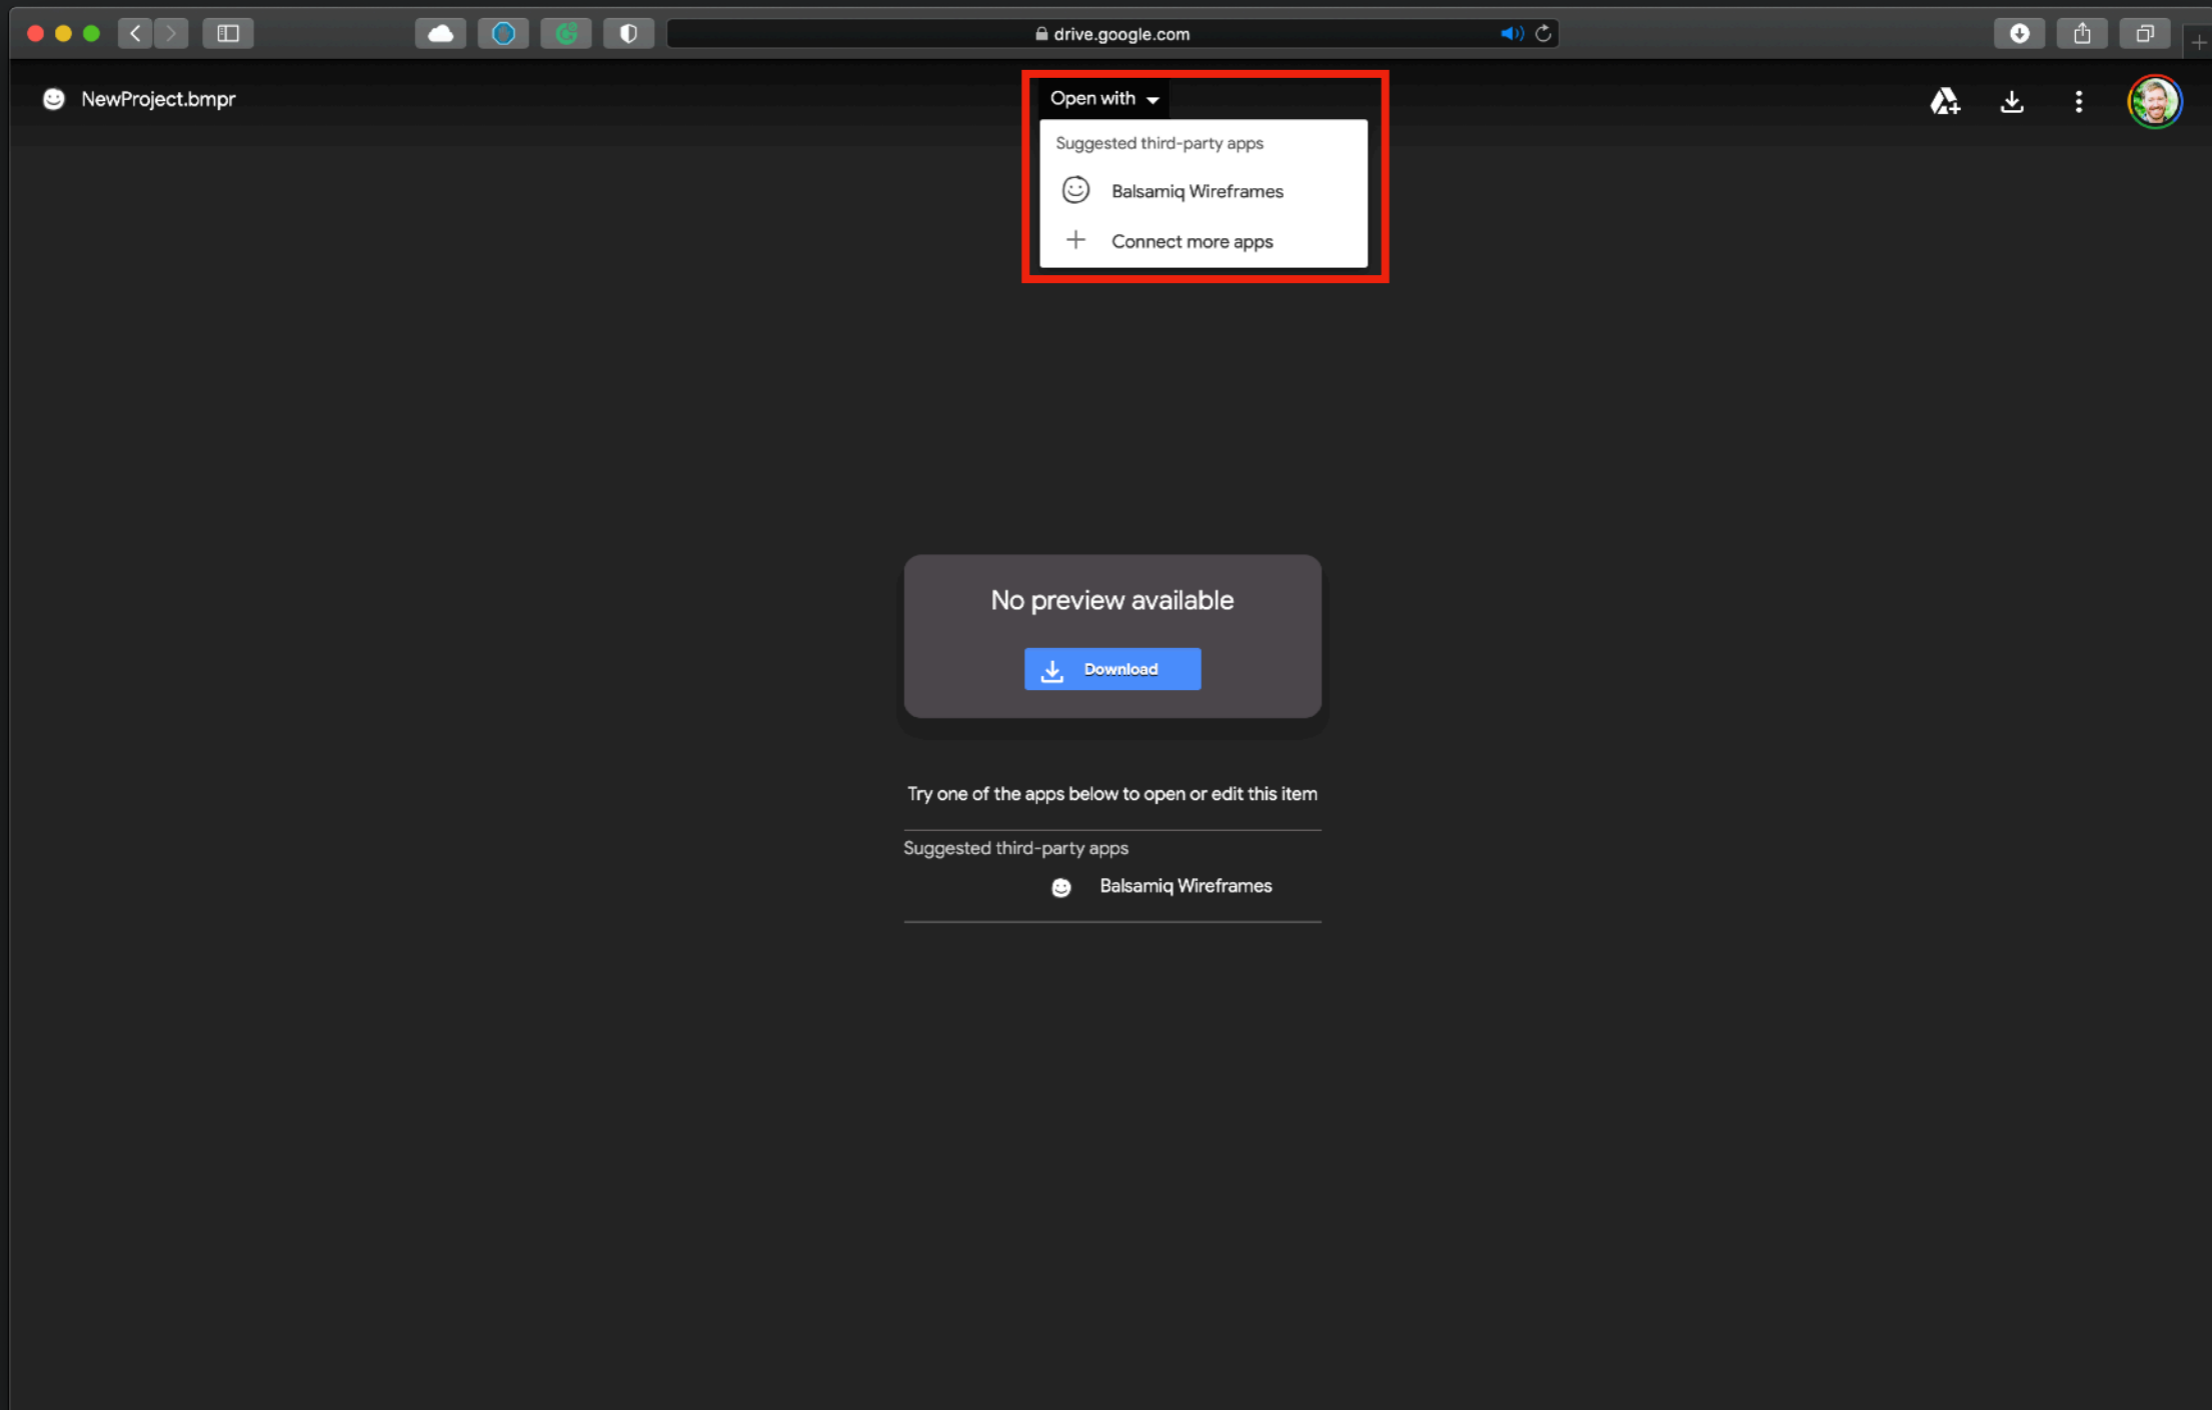 drive.google.com
NewProject.bmpr
Open with
Suggested third-party apps
Balsamiq Wireframes
Connect more apps
No preview available
Download
Try one of the apps below to open or edit this item
Suggested third-party apps
Balsamiq Wireframes